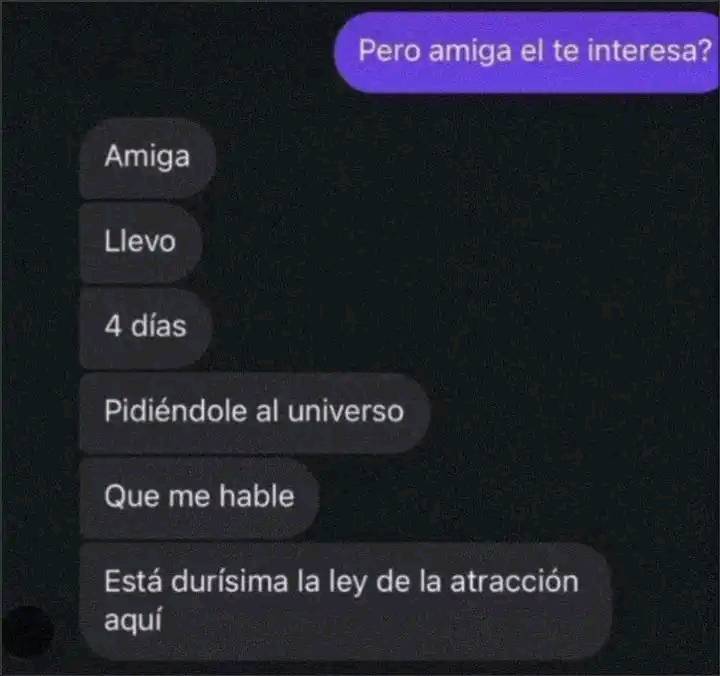 Pero amiga el te interesa?
Amiga
Llevo
4 días
Pidiéndole al universo
Que me hable
Está durísima la ley de la atracción
aquí